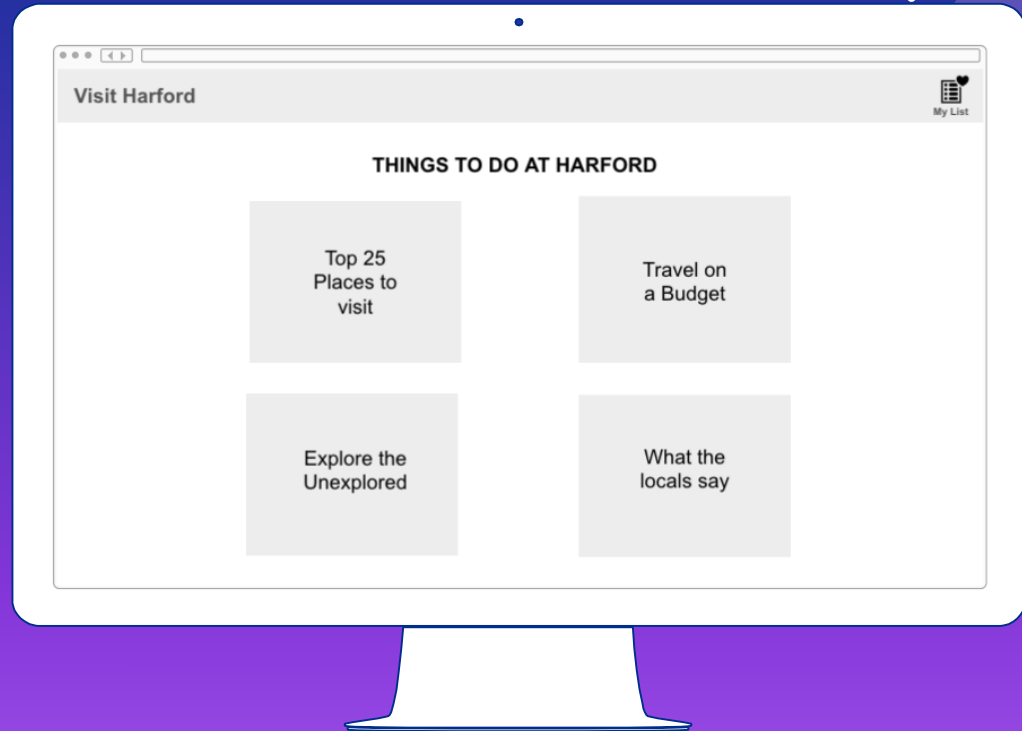 Visit Harford
My List
THINGS TO DO AT HARFORD
Top 25
Places to
visit
Travel on
a Budget
Explore the
Unexplored
What the
locals say